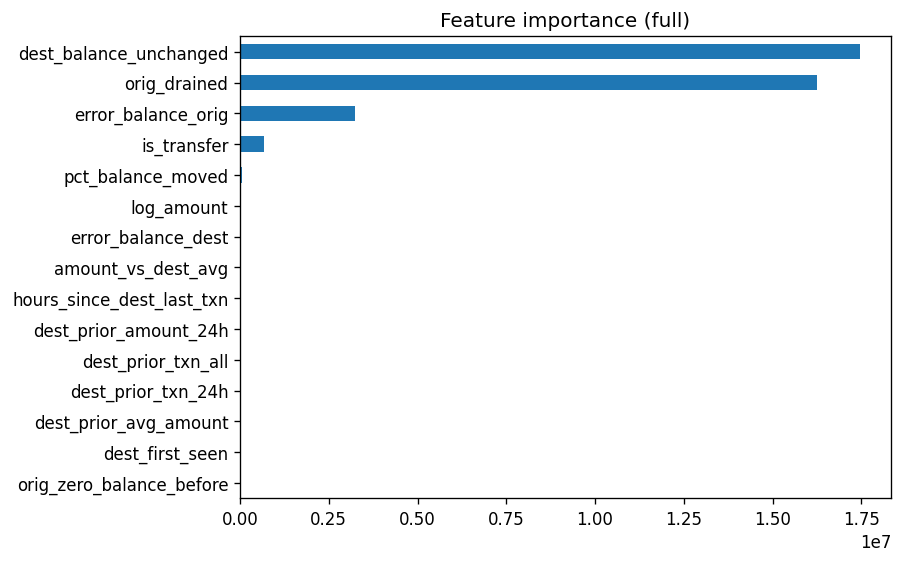 Feature importance (full)
dest_balance_unchanged
orig_drained
error_balance_orig
is_transfer
pct_balance_moved
log_amount
error_balance_dest
amount_vs_dest_avg
hours_since_dest_last_txn
dest_prior_amount_24h
dest_prior_txn_all
dest_prior_txn_24h
dest_prior_avg_amount
dest_first_seen
orig_zero_balance_before
0.00 0.25 0.50 0.75 1.00 1.25 1.50 1.75
1e7